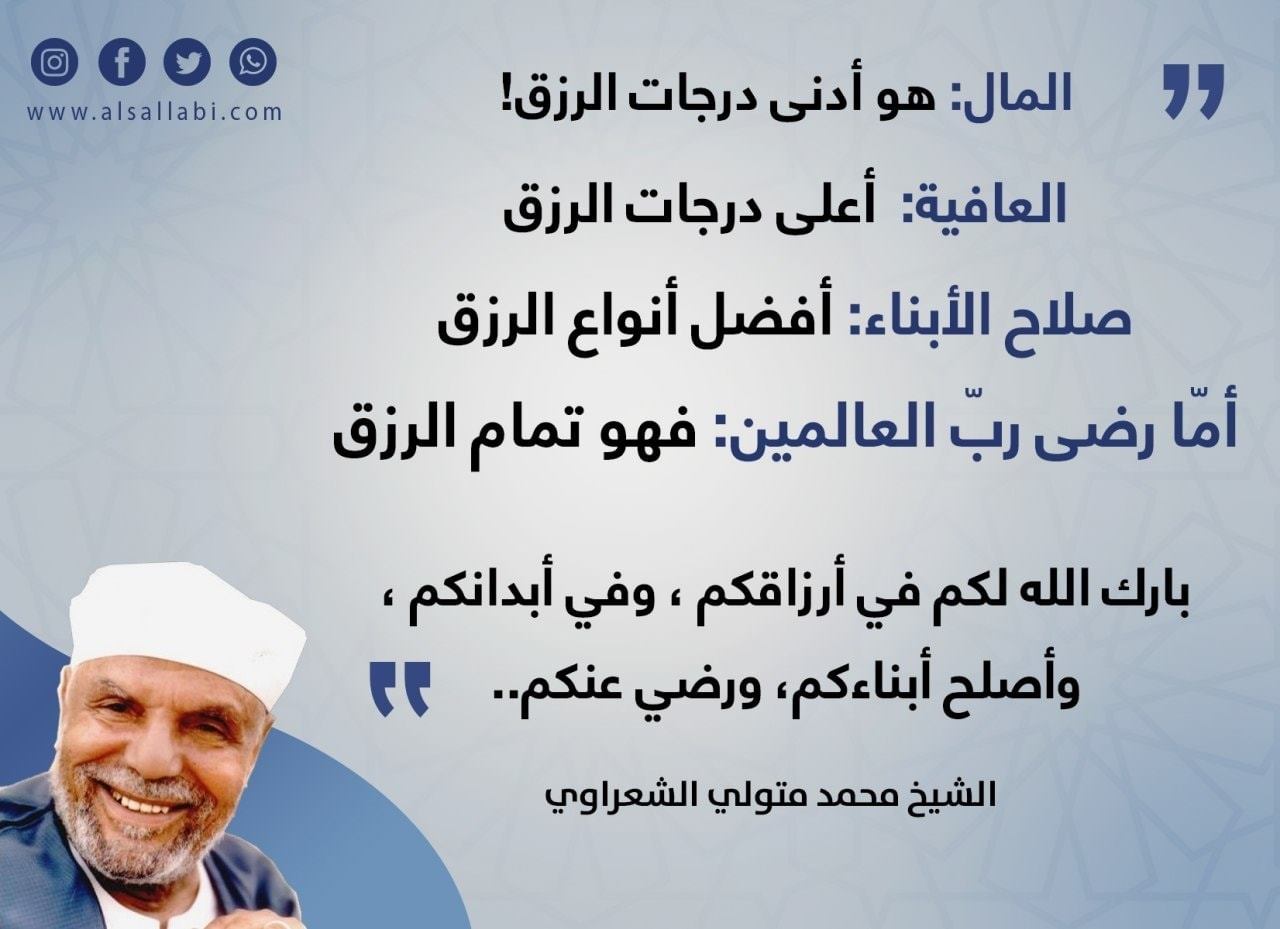 www.alsallabi.com
المال: هو أدنى درجات الرزق!
العافية: أعلى درجات الرزق
صلاح الأبناء: أفضل أنواع الرزق
أمّا رضى ربّ العالمين: فهو تمام الرزق
بارك الله لكم في أرزاقكم ، وفي أبدانكم ،
وأصلح أبناءكم، ورضي عنكم..
الشيخ محمد متولي الشعراوي